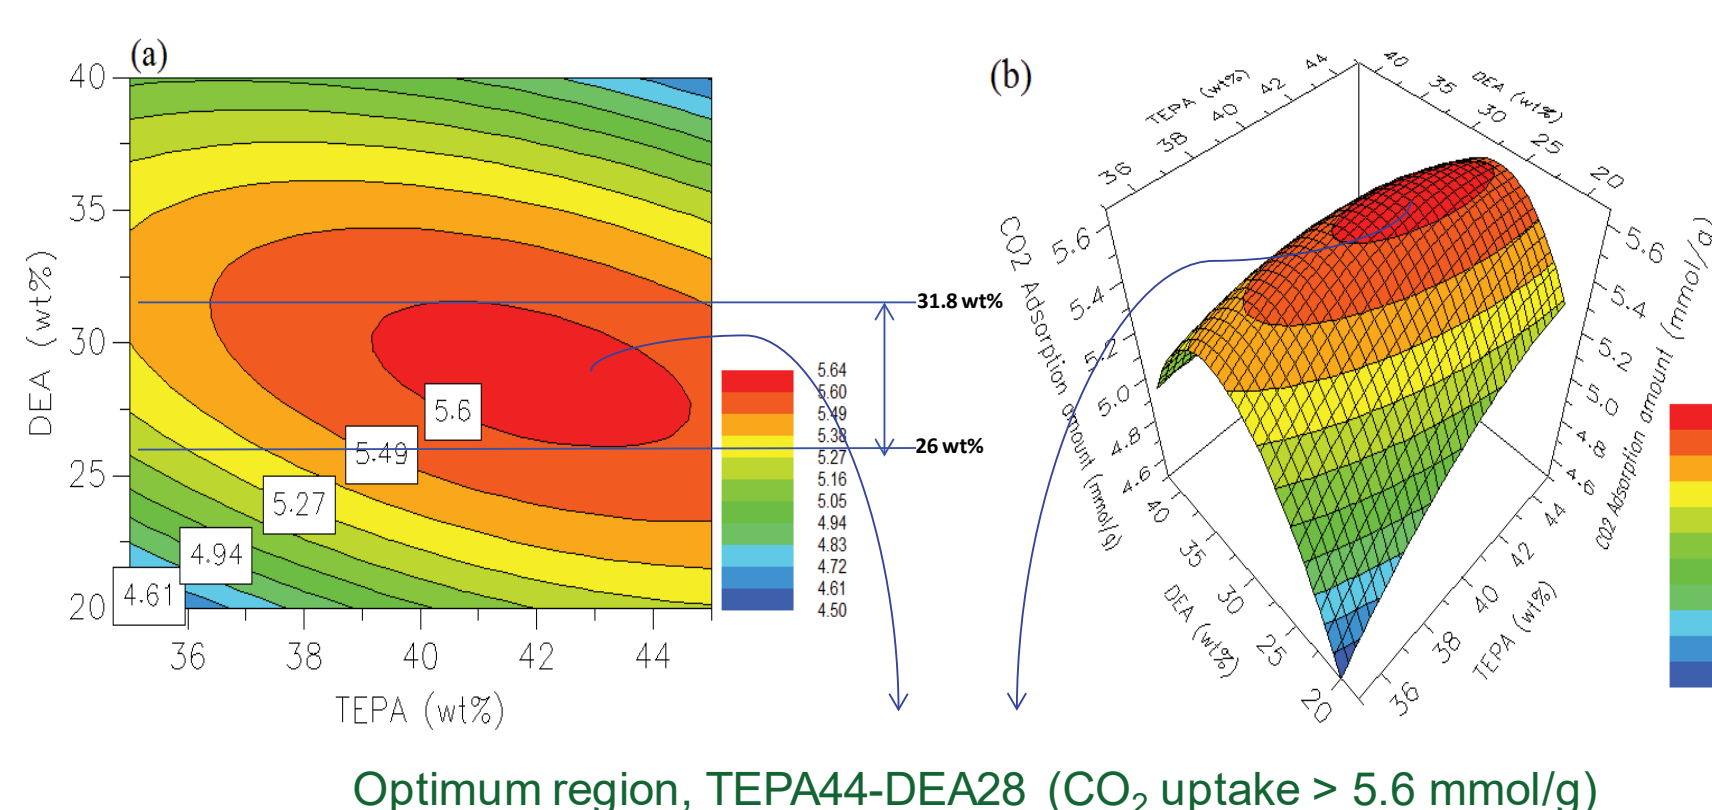 (a)
40
35
30
25
20
DEA (wt%)
36 38 40 42 44
TEPA (wt%)
5.6
5.49
5.27
4.94
4.61
31.8 wt%
26 wt%
5.64
5.60
5.49
5.38
5.27
5.16
5.05
4.94
4.83
4.72
4.61
4.50
(b)
TEPA (wt%)
36 38 40 42 44
DEA (wt%)
40 35 30 25 20
CO2 Adsorption amount (mmol/g)
5.6
5.4
5.2
5.0
4.8
4.6
5.6
5.4
5.2
5.0
4.8
4.6
CO2 Adsorption amount (mmol/g)
40 35 30 25 20
DEA (wt%)
36 38 40 42 44
TEPA (wt%)
Optimum region, TEPA44-DEA28 (CO₂ uptake > 5.6 mmol/g)